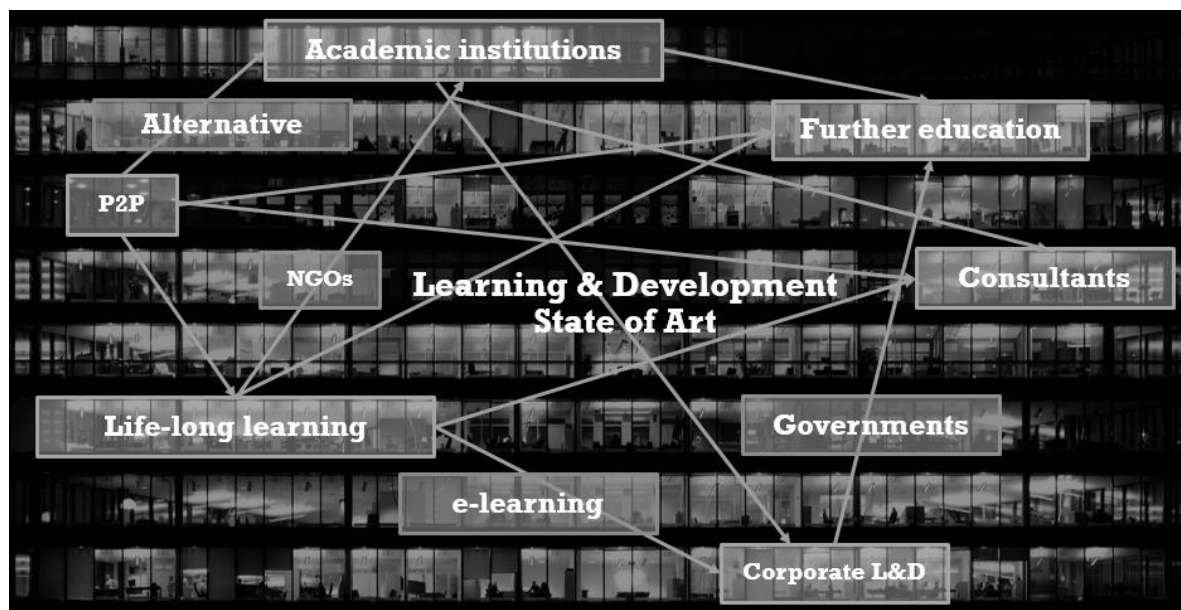 Academic institutions
Alternative
Further education
P2P
NGOs
Learning & Development
State of Art
Consultants
Life-long learning
Governments
e-learning
Corporate L&D